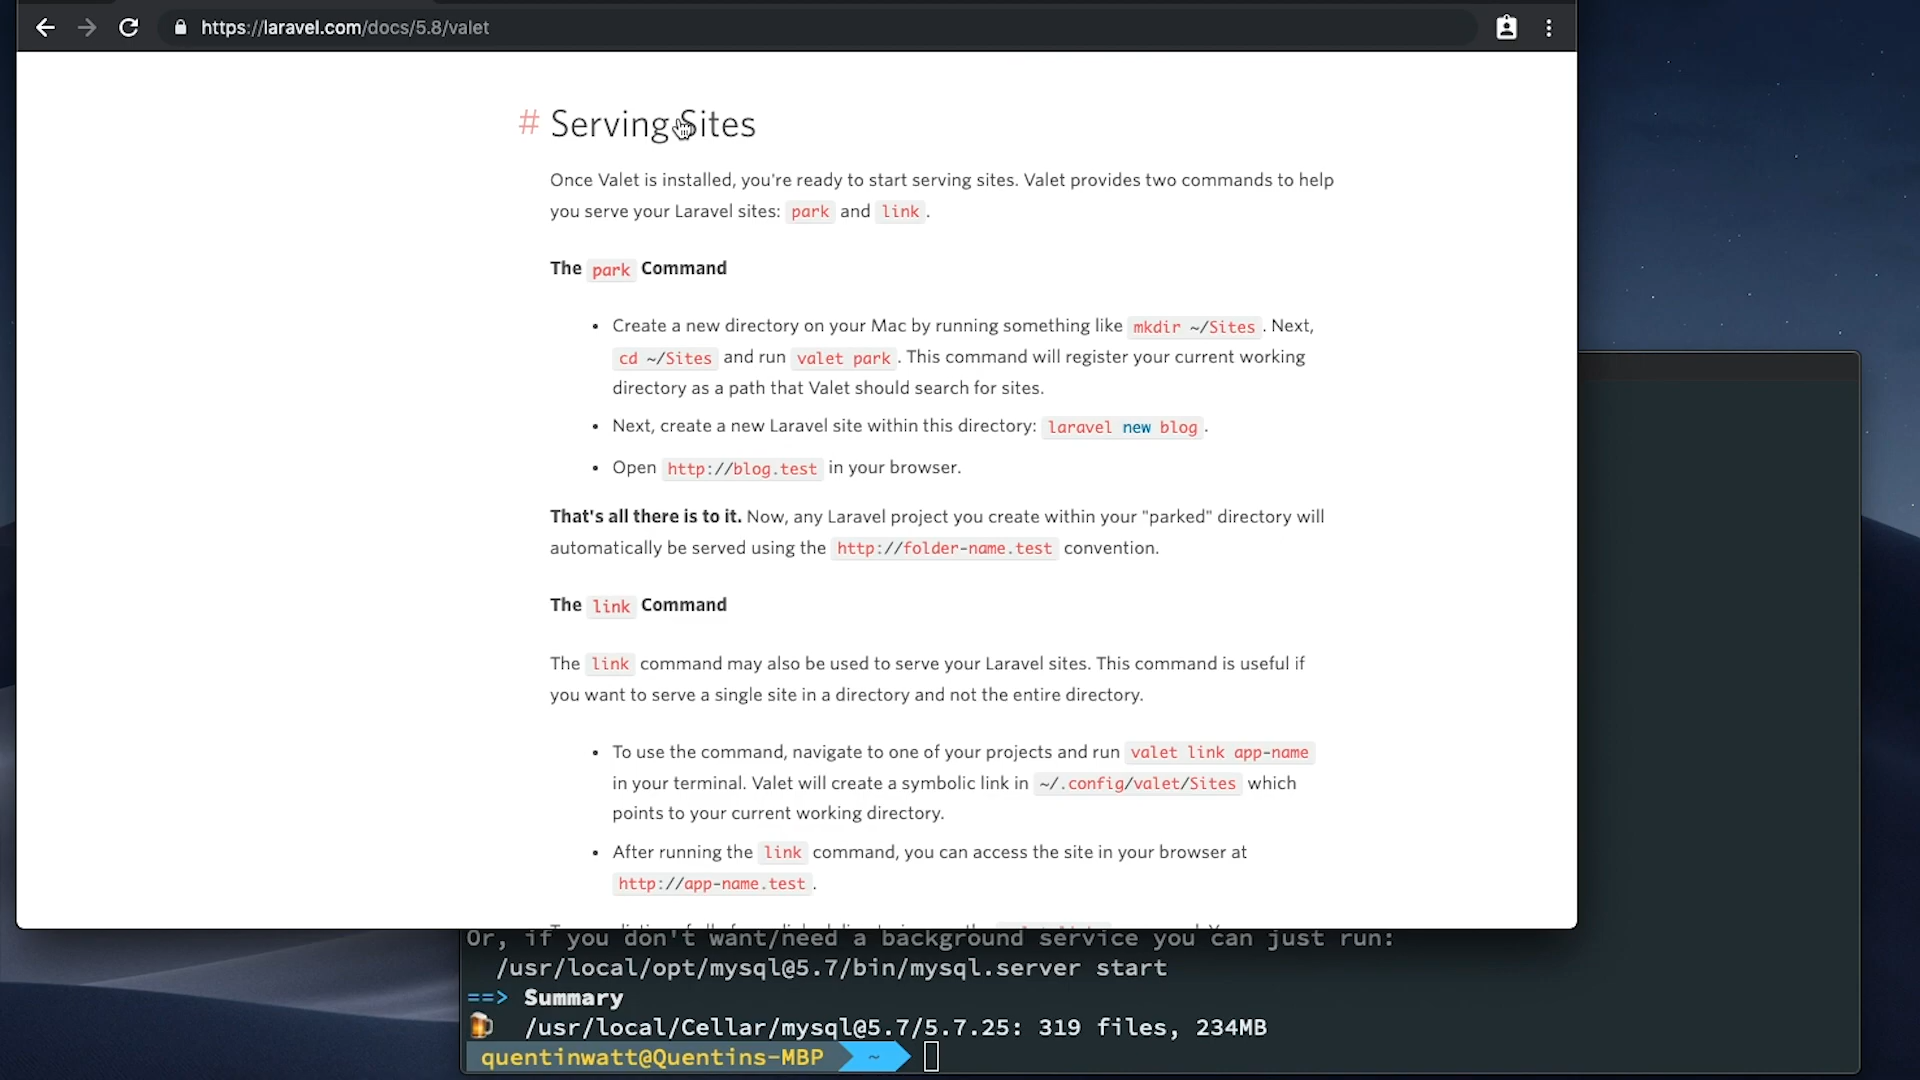 https://laravel.com/docs/5.8/valet
# Serving Sites
Once Valet is installed, you're ready to start serving sites. Valet provides two commands to help
you serve your Laravel sites: park and link.
The park Command
• Create a new directory on your Mac by running something like mkdir ~/Sites. Next,
cd ~/Sites and run valet park. This command will register your current working
directory as a path that Valet should search for sites.
• Next, create a new Laravel site within this directory: laravel new blog.
• Open http://blog.test in your browser.
That's all there is to it. Now, any Laravel project you create within your "parked" directory will
automatically be served using the http://folder-name.test convention.
The link Command
The link command may also be used to serve your Laravel sites. This command is useful if
you want to serve a single site in a directory and not the entire directory.
• To use the command, navigate to one of your projects and run valet link app-name
in your terminal. Valet will create a symbolic link in ~/.config/valet/Sites which
points to your current working directory.
• After running the link command, you can access the site in your browser at
http://app-name.test.
Or, if you don't want/need a background service you can just run:
/usr/local/opt/mysql@5.7/bin/mysql.server start
==> Summary
🍺 /usr/local/Cellar/mysql@5.7/5.7.25: 319 files, 234MB
quentinwatt@Quentins-MBP ~